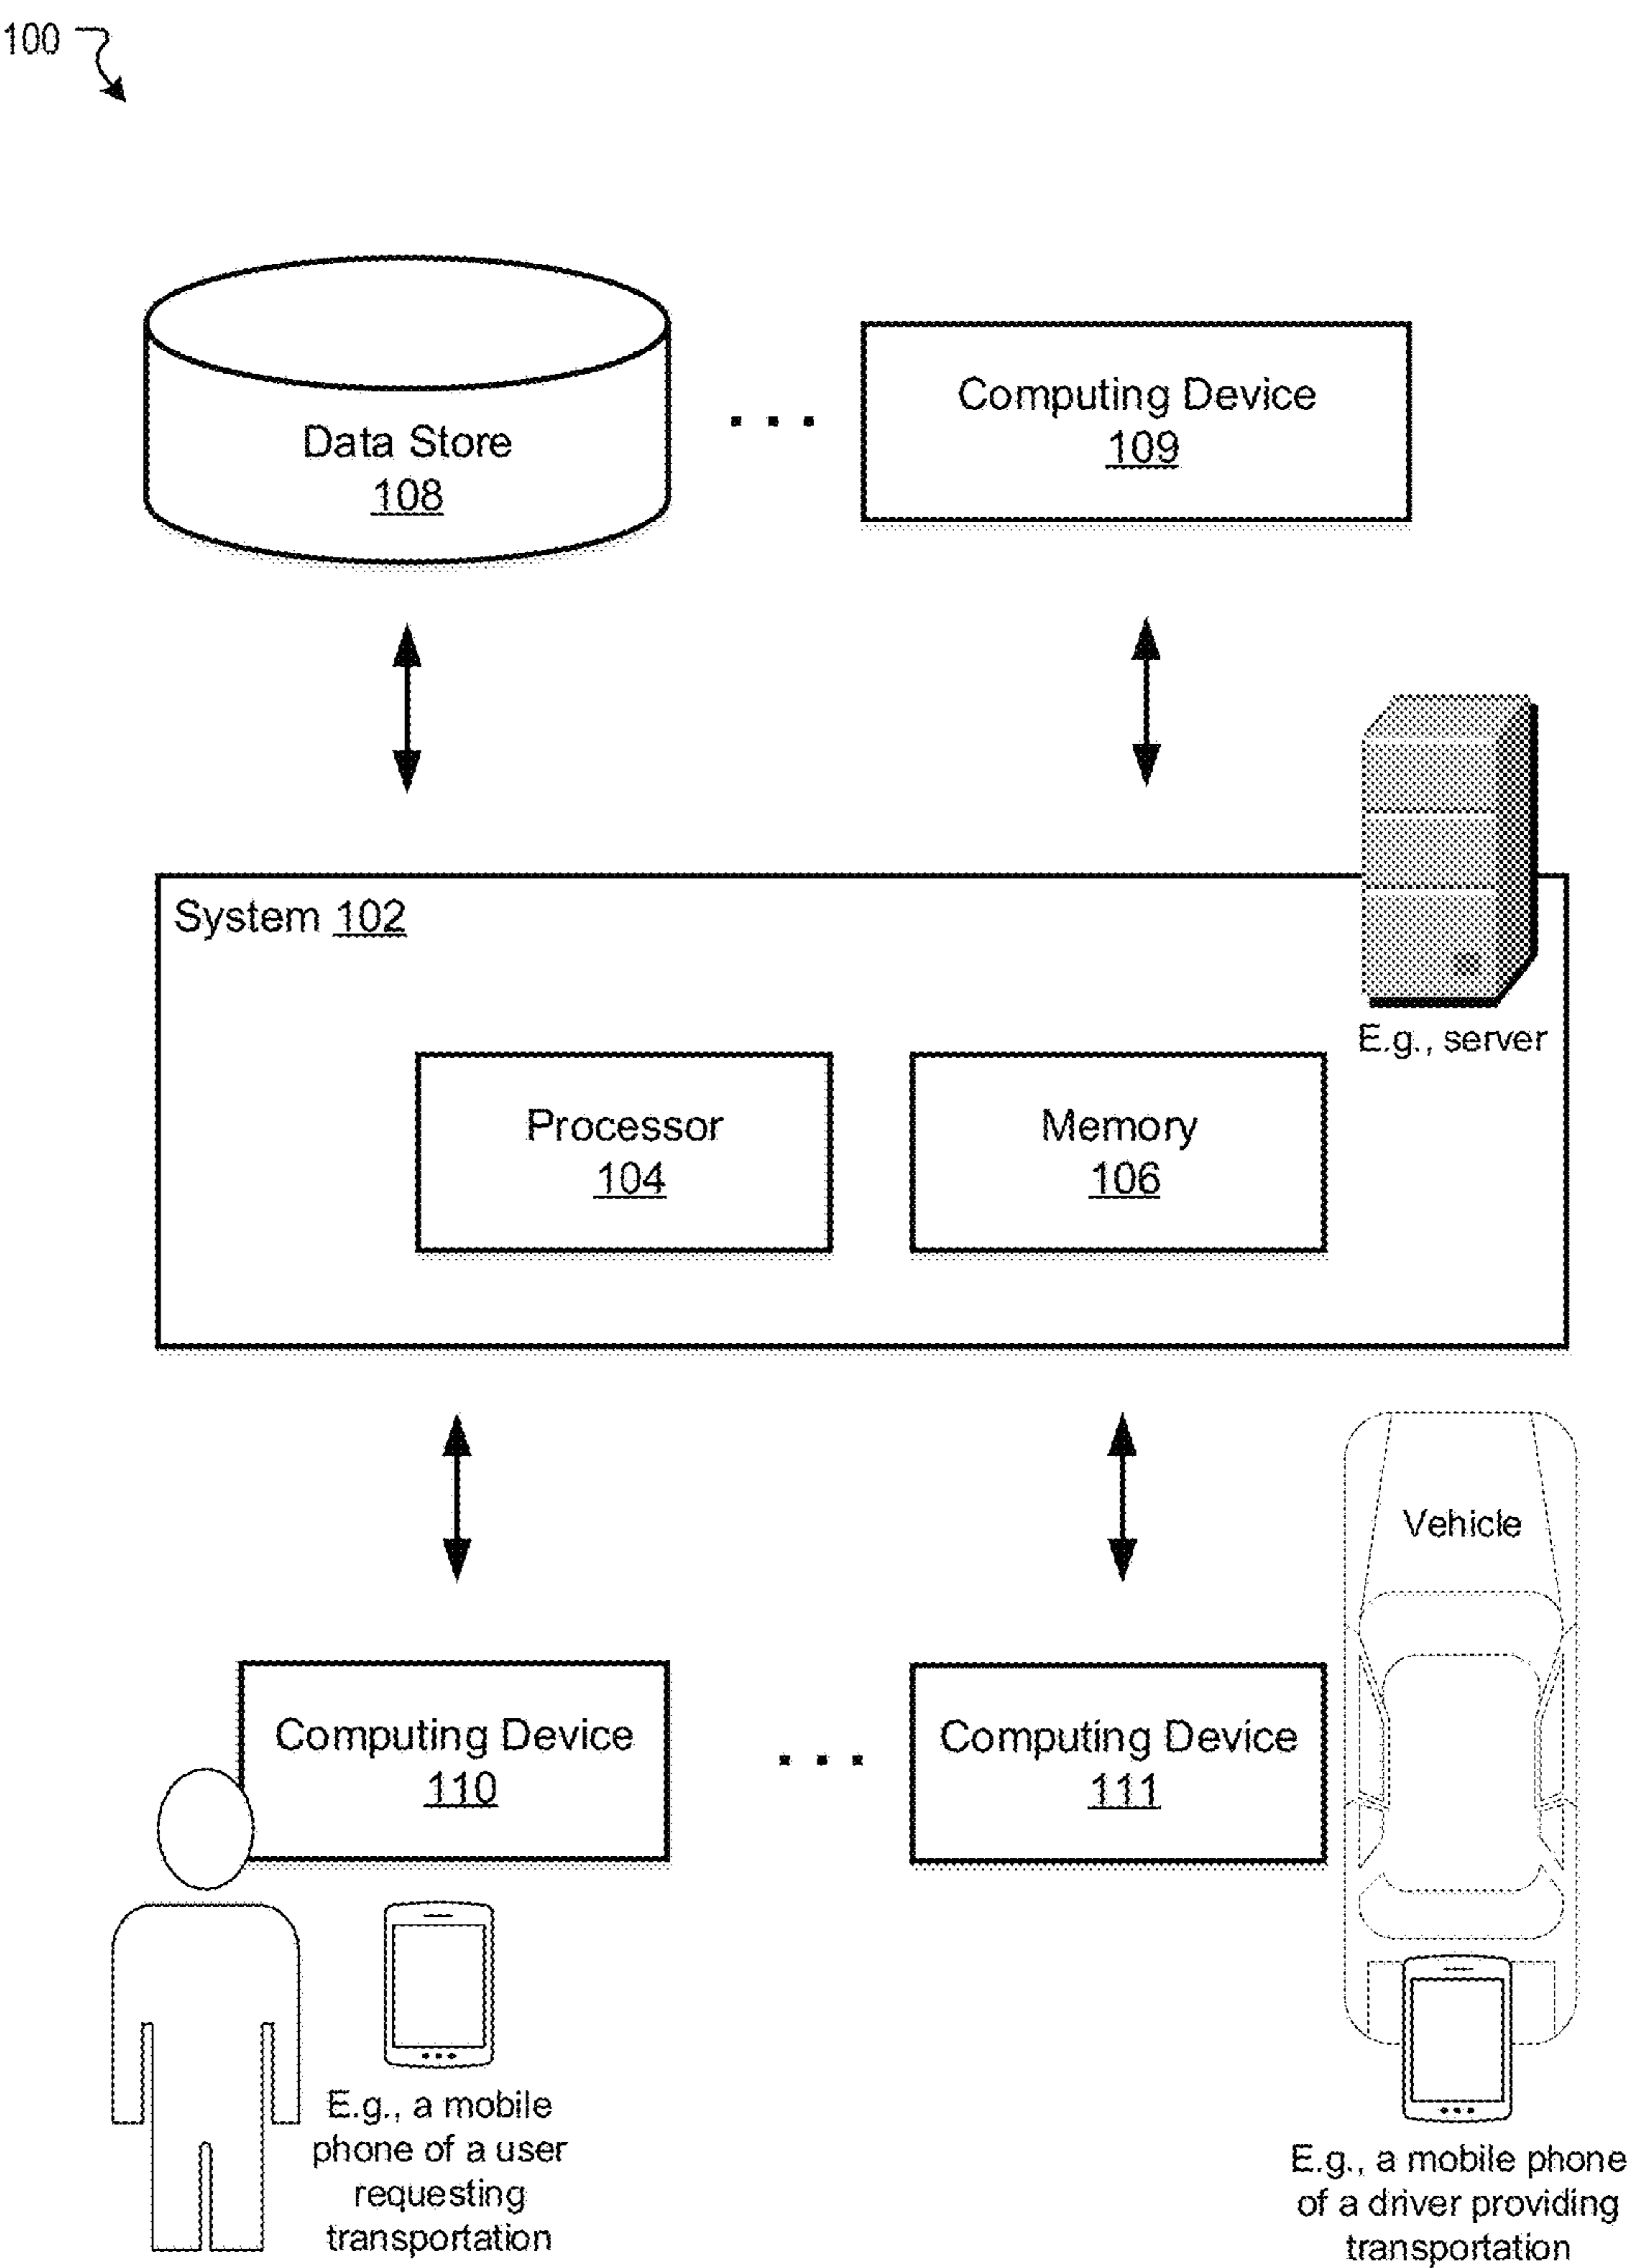 100
Data Store
108
. . .
Computing Device
109
System 102
E.g., server
Processor
104
Memory
106
Vehicle
Computing Device
110
. . .
Computing Device
111
E.g., a mobile
phone of a user
requesting
transportation
E.g., a mobile phone
of a driver providing
transportation